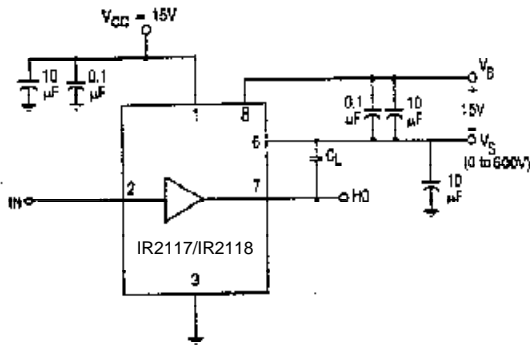 VCC = 15V
10 μF
0.1 μF
1
8
VB
+
0.1 μF
10 μF
15V
–
VS
(0 to 600V)
6
CL
10 μF
IN
2
7
HO
IR2117/IR2118
3